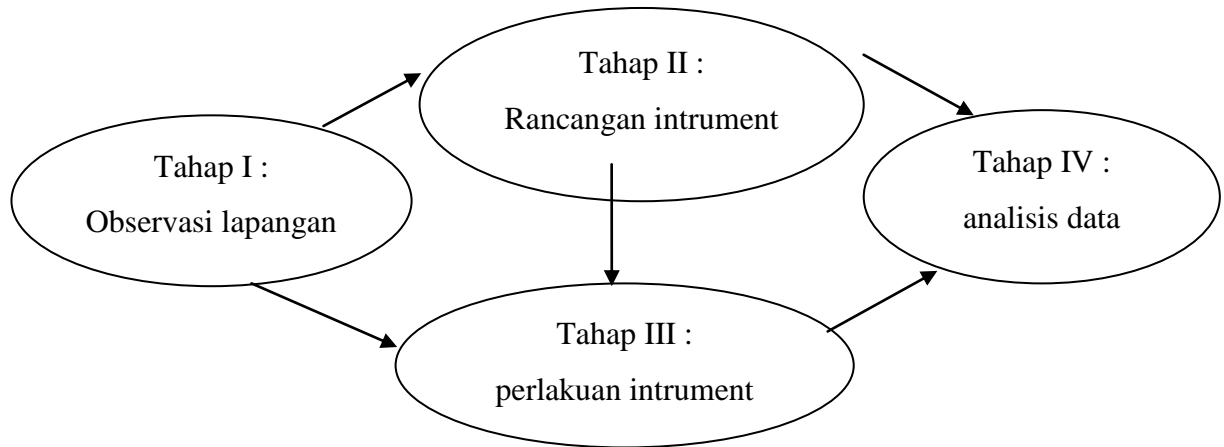 Tahap I :
Observasi lapangan
Tahap II :
Rancangan intrument
Tahap III :
perlakuan intrument
Tahap IV :
analisis data